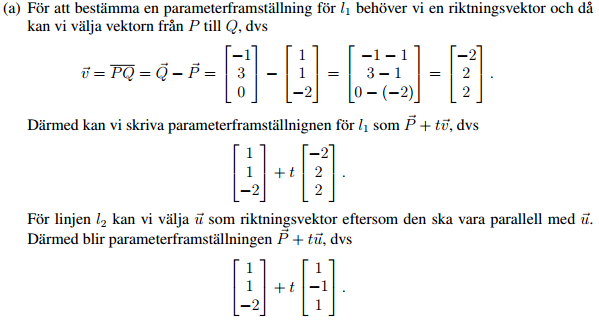 (a) För att bestämma en parameterframställning för $l_1$ behöver vi en riktningsvektor och då
kan vi välja vektorn från $P$ till $Q$, dvs
$$\vec{v} = \overline{PQ} = \vec{Q} - \vec{P} = \begin{bmatrix} -1 \\ 3 \\ 0 \end{bmatrix} - \begin{bmatrix} 1 \\ 1 \\ -2 \end{bmatrix} = \begin{bmatrix} -1 - 1 \\ 3 - 1 \\ 0 - (-2) \end{bmatrix} = \begin{bmatrix} -2 \\ 2 \\ 2 \end{bmatrix}.$$
Därmed kan vi skriva parameterframställnignen för $l_1$ som $\vec{P} + t\vec{v}$, dvs
$$\begin{bmatrix} 1 \\ 1 \\ -2 \end{bmatrix} + t \begin{bmatrix} -2 \\ 2 \\ 2 \end{bmatrix}.$$
För linjen $l_2$ kan vi välja $\vec{u}$ som riktningsvektor eftersom den ska vara parallell med $\vec{u}$.
Därmed blir parameterframställningen $\vec{P} + t\vec{u}$, dvs
$$\begin{bmatrix} 1 \\ 1 \\ -2 \end{bmatrix} + t \begin{bmatrix} 1 \\ -1 \\ 1 \end{bmatrix}.$$